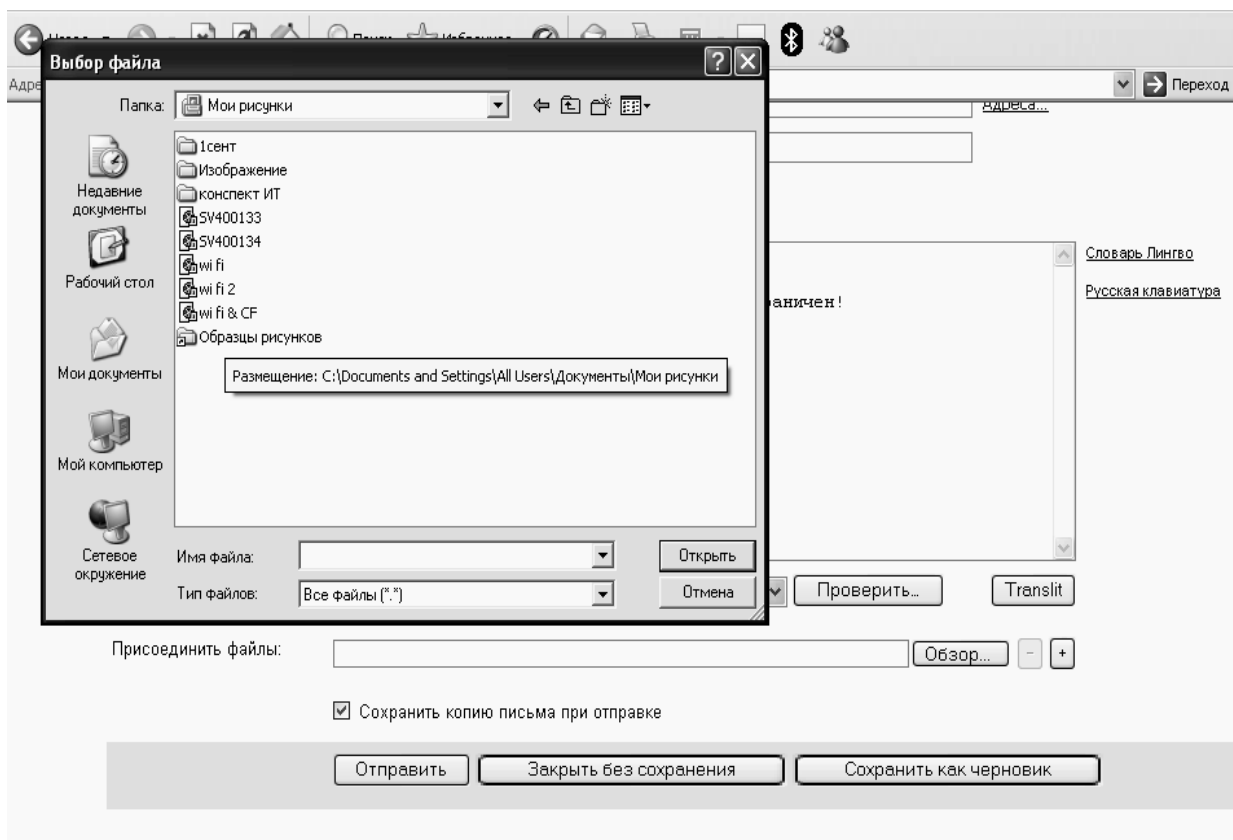 Выбор файла
Адре
Переход
Папка:
Мои рисунки
Адреса...
1сент
Изображение
конспект ИТ
SV400133
SV400134
wi fi
wi fi 2
wi fi & CF
Образцы рисунков
Размещение: C:\Documents and Settings\All Users\Документы\Мои рисунки
Недавние
документы
Рабочий стол
Мои документы
Мой компьютер
Сетевое
окружение
Словарь Лингво
Русская клавиатура
аничен!
Имя файла:
Открыть
Тип файлов:
Все файлы (*.*)
Отмена
Проверить...
Translit
Присоединить файлы:
Обзор...
-
+
Сохранить копию письма при отправке
Отправить
Закрыть без сохранения
Сохранить как черновик